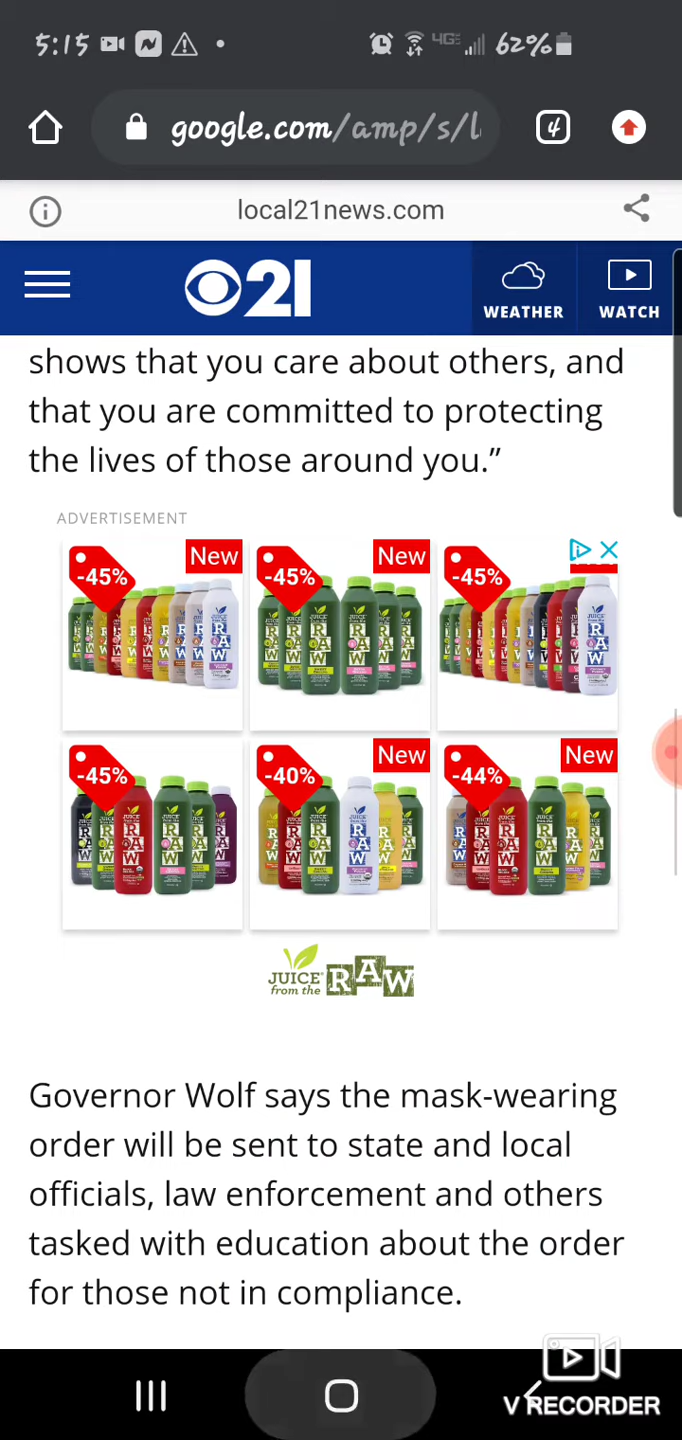 5:15
4GE
62%
google.com/amp/s/l
4
local21news.com
21
WEATHER
WATCH
shows that you care about others, and
that you are committed to protecting
the lives of those around you.”
ADVERTISEMENT
-45%
New
-45%
New
-45%
-45%
-40%
New
-44%
New
JUICE from the RAW
Governor Wolf says the mask-wearing
order will be sent to state and local
officials, law enforcement and others
tasked with education about the order
for those not in compliance.
V RECORDER